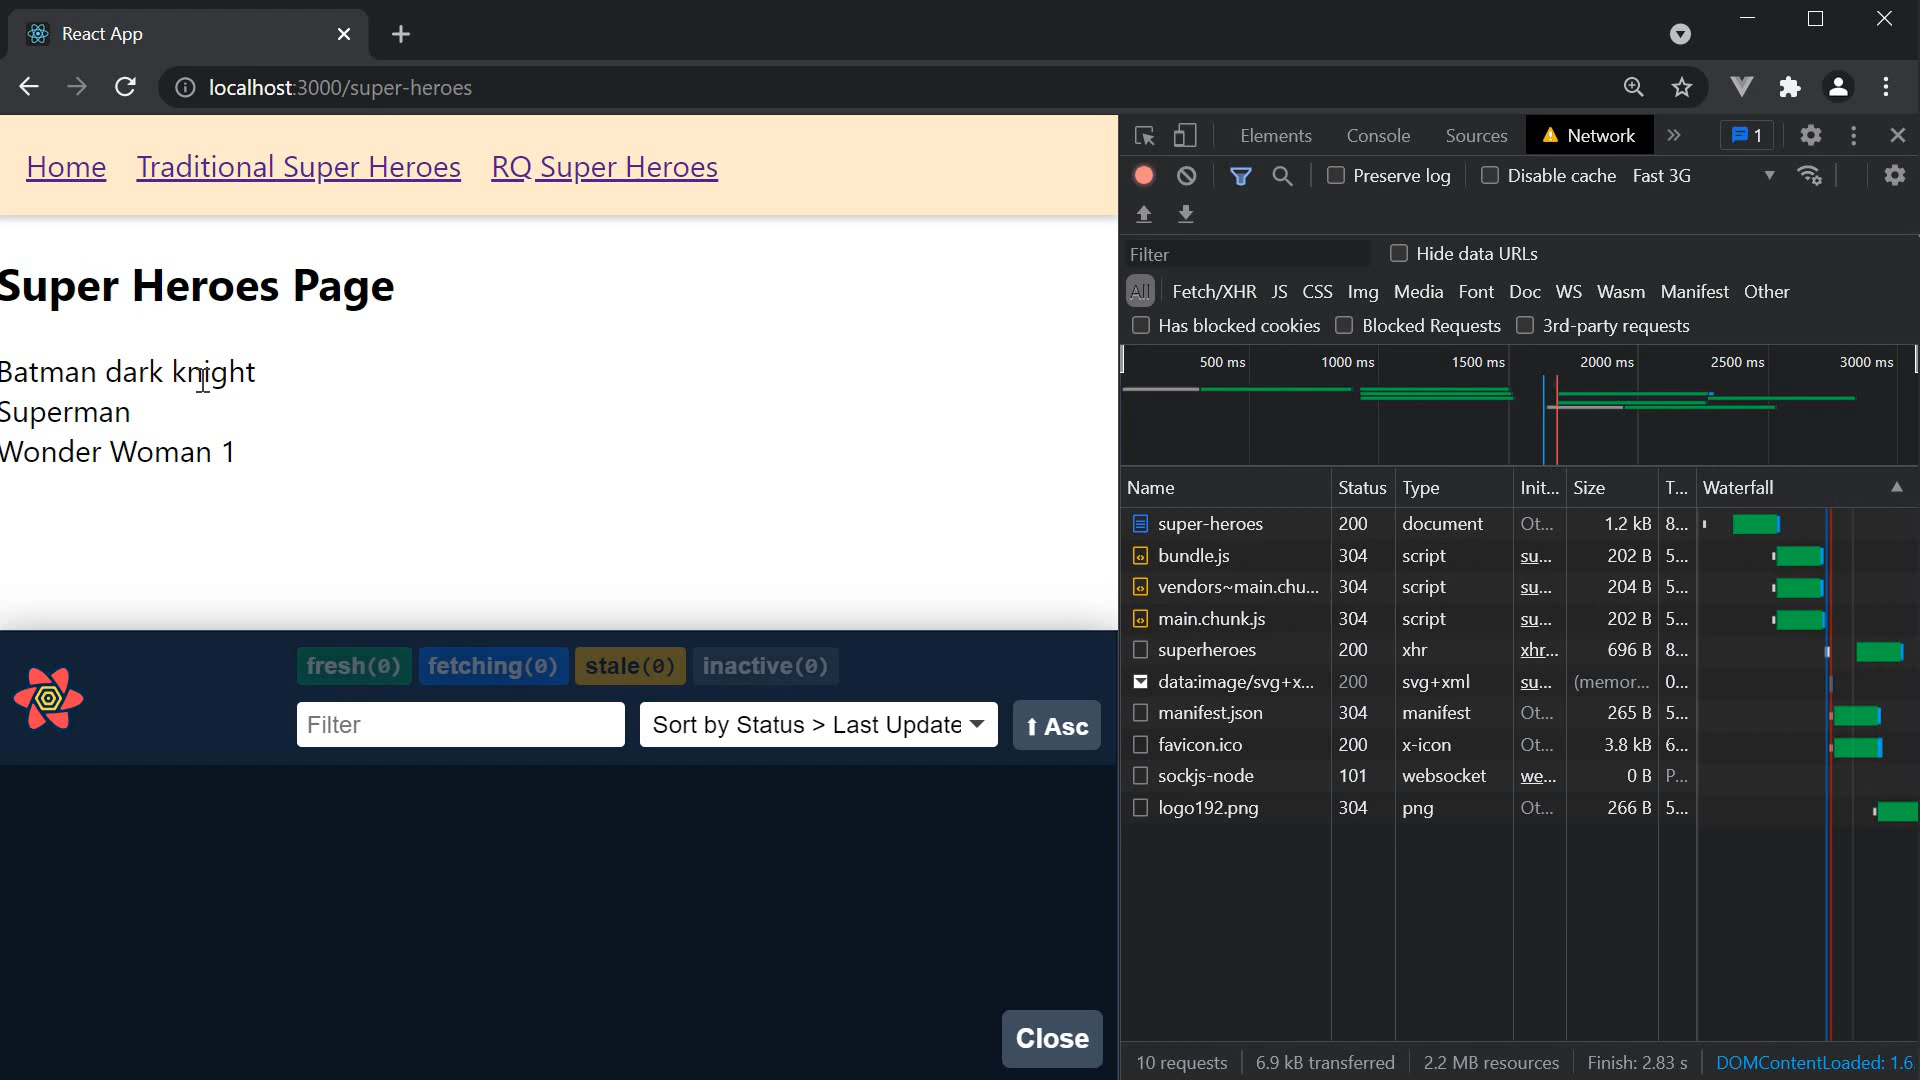 React App
localhost:3000/super-heroes
Home Traditional Super Heroes RQ Super Heroes
Super Heroes Page
Batman dark knight
Superman
Wonder Woman 1
fresh(0) fetching(0) stale(0) inactive(0)
Filter Sort by Status > Last Update Asc
Close
Elements Console Sources Network » 1
Preserve log Disable cache Fast 3G
Filter Hide data URLs
All Fetch/XHR JS CSS Img Media Font Doc WS Wasm Manifest Other
Has blocked cookies Blocked Requests 3rd-party requests
500 ms 1000 ms 1500 ms 2000 ms 2500 ms 3000 ms
Name Status Type Init... Size T... Waterfall
super-heroes 200 document Ot... 1.2 kB 8...
bundle.js 304 script su... 202 B 5...
vendors~main.chu... 304 script su... 204 B 5...
main.chunk.js 304 script su... 202 B 5...
superheroes 200 xhr xhr... 696 B 8...
data:image/svg+x... 200 svg+xml su... (memor... 0...
manifest.json 304 manifest Ot... 265 B 5...
favicon.ico 200 x-icon Ot... 3.8 kB 6...
sockjs-node 101 websocket we... 0 B P...
logo192.png 304 png Ot... 266 B 5...
10 requests 6.9 kB transferred 2.2 MB resources Finish: 2.83 s DOMContentLoaded: 1.6